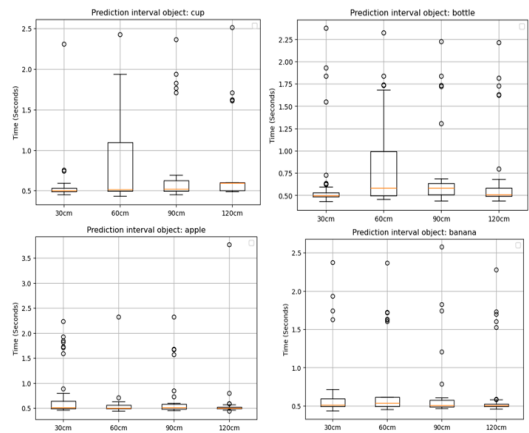 Prediction interval object: cup
2.5
2.0
1.5
1.0
0.5
Time (Seconds)
30cm 60cm 90cm 120cm
Prediction interval object: bottle
2.25
2.00
1.75
1.50
1.25
1.00
0.75
0.50
Time (Seconds)
30cm 60cm 90cm 120cm
Prediction interval object: apple
3.5
3.0
2.5
2.0
1.5
1.0
0.5
Time (Seconds)
30cm 60cm 90cm 120cm
Prediction interval object: banana
2.5
2.0
1.5
1.0
0.5
Time (Seconds)
30cm 60cm 90cm 120cm